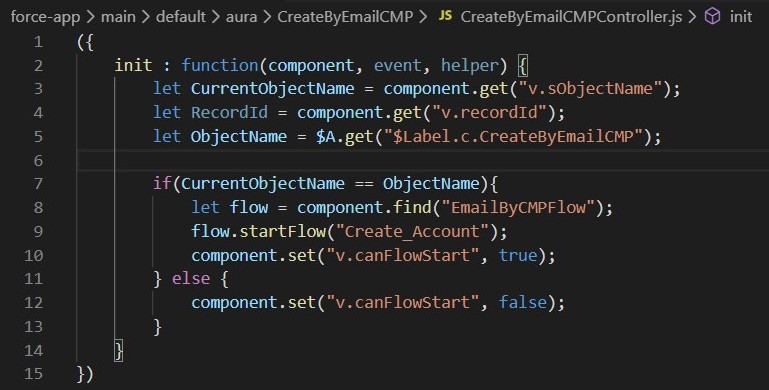 force-app > main > default > aura > CreateByEmailCMP > JS CreateByEmailCMPController.js > init
1 ({
2     init : function(component, event, helper) {
3         let CurrentObjectName = component.get("v.sObjectName");
4         let RecordId = component.get("v.recordId");
5         let ObjectName = $A.get("$Label.c.CreateByEmailCMP");
6
7         if(CurrentObjectName == ObjectName){
8             let flow = component.find("EmailByCMPFlow");
9             flow.startFlow("Create_Account");
10             component.set("v.canFlowStart", true);
11         } else {
12             component.set("v.canFlowStart", false);
13         }
14     }
15 })